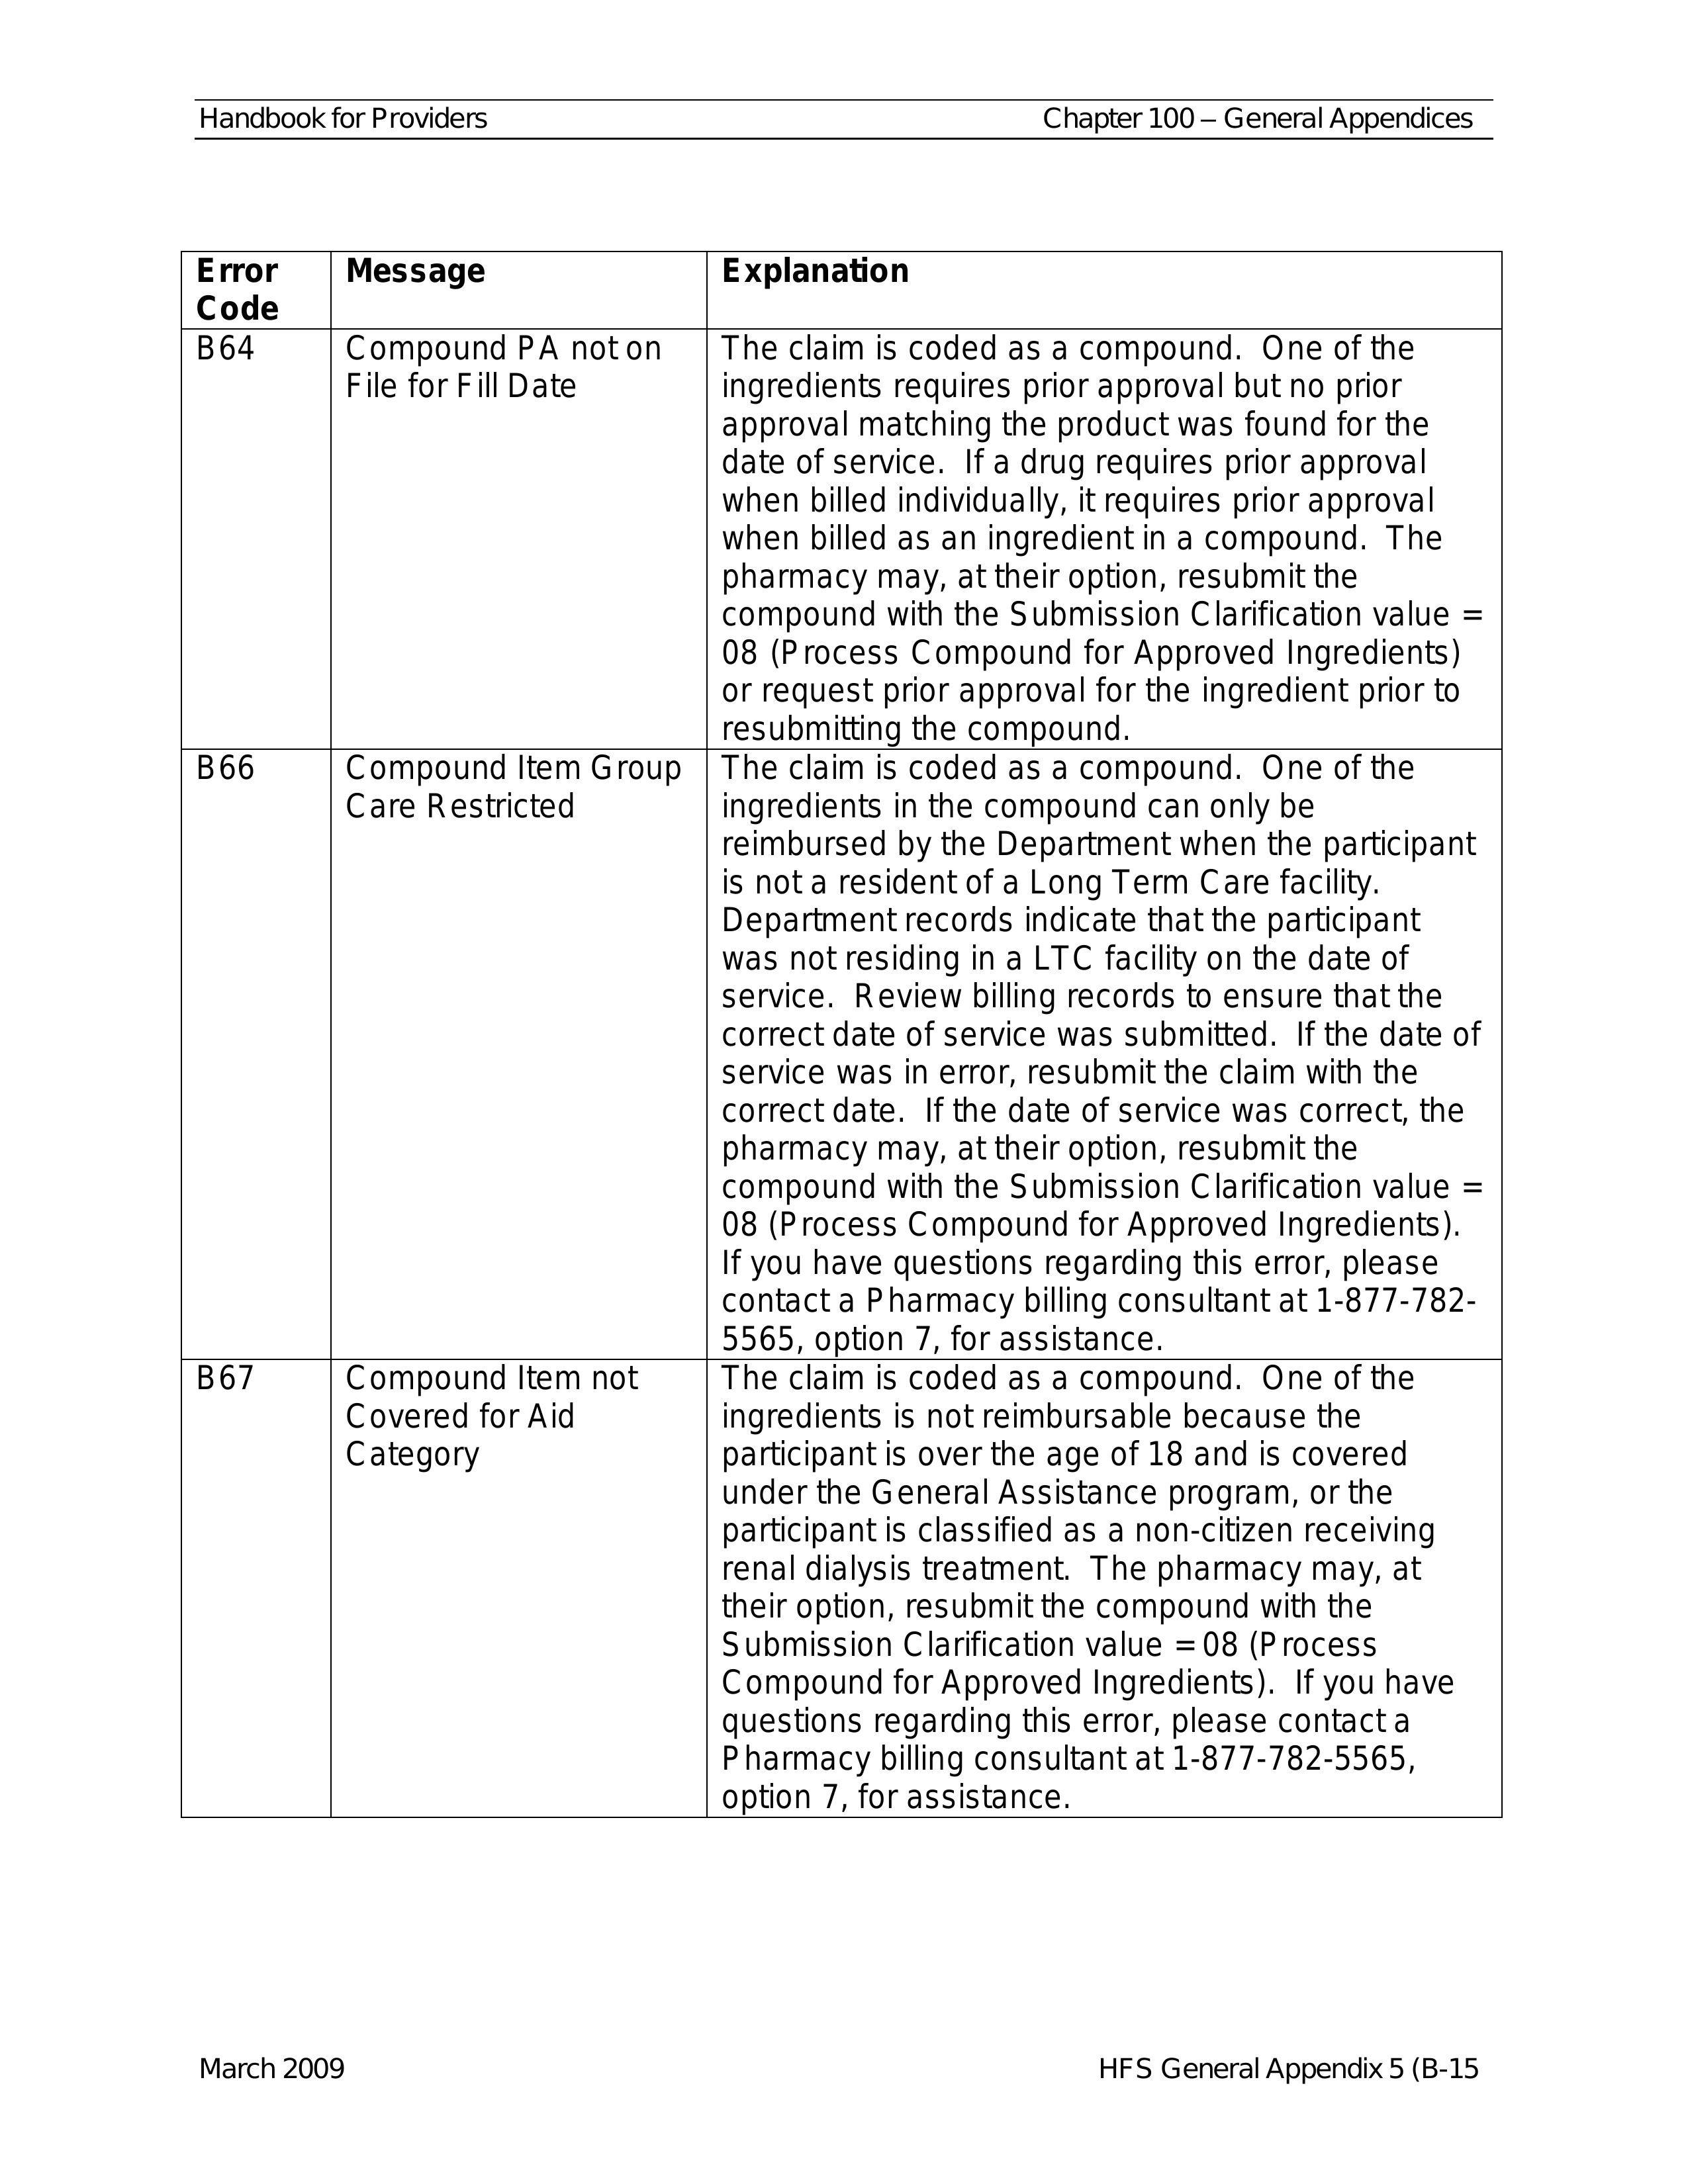 Handbook for Providers Chapter 100 – General Appendices
Error Code Message Explanation
B64
Compound PA not on
File for Fill Date
The claim is coded as a compound. One of the
ingredients requires prior approval but no prior
approval matching the product was found for the
date of service. If a drug requires prior approval
when billed individually, it requires prior approval
when billed as an ingredient in a compound. The
pharmacy may, at their option, resubmit the
compound with the Submission Clarification value =
08 (Process Compound for Approved Ingredients)
or request prior approval for the ingredient prior to
resubmitting the compound.
B66
Compound Item Group
Care Restricted
The claim is coded as a compound. One of the
ingredients in the compound can only be
reimbursed by the Department when the participant
is not a resident of a Long Term Care facility.
Department records indicate that the participant
was not residing in a LTC facility on the date of
service. Review billing records to ensure that the
correct date of service was submitted. If the date of
service was in error, resubmit the claim with the
correct date. If the date of service was correct, the
pharmacy may, at their option, resubmit the
compound with the Submission Clarification value =
08 (Process Compound for Approved Ingredients).
If you have questions regarding this error, please
contact a Pharmacy billing consultant at 1-877-782-
5565, option 7, for assistance.
B67
Compound Item not
Covered for Aid
Category
The claim is coded as a compound. One of the
ingredients is not reimbursable because the
participant is over the age of 18 and is covered
under the General Assistance program, or the
participant is classified as a non-citizen receiving
renal dialysis treatment. The pharmacy may, at
their option, resubmit the compound with the
Submission Clarification value = 08 (Process
Compound for Approved Ingredients). If you have
questions regarding this error, please contact a
Pharmacy billing consultant at 1-877-782-5565,
option 7, for assistance.
March 2009 HFS General Appendix 5 (B-15